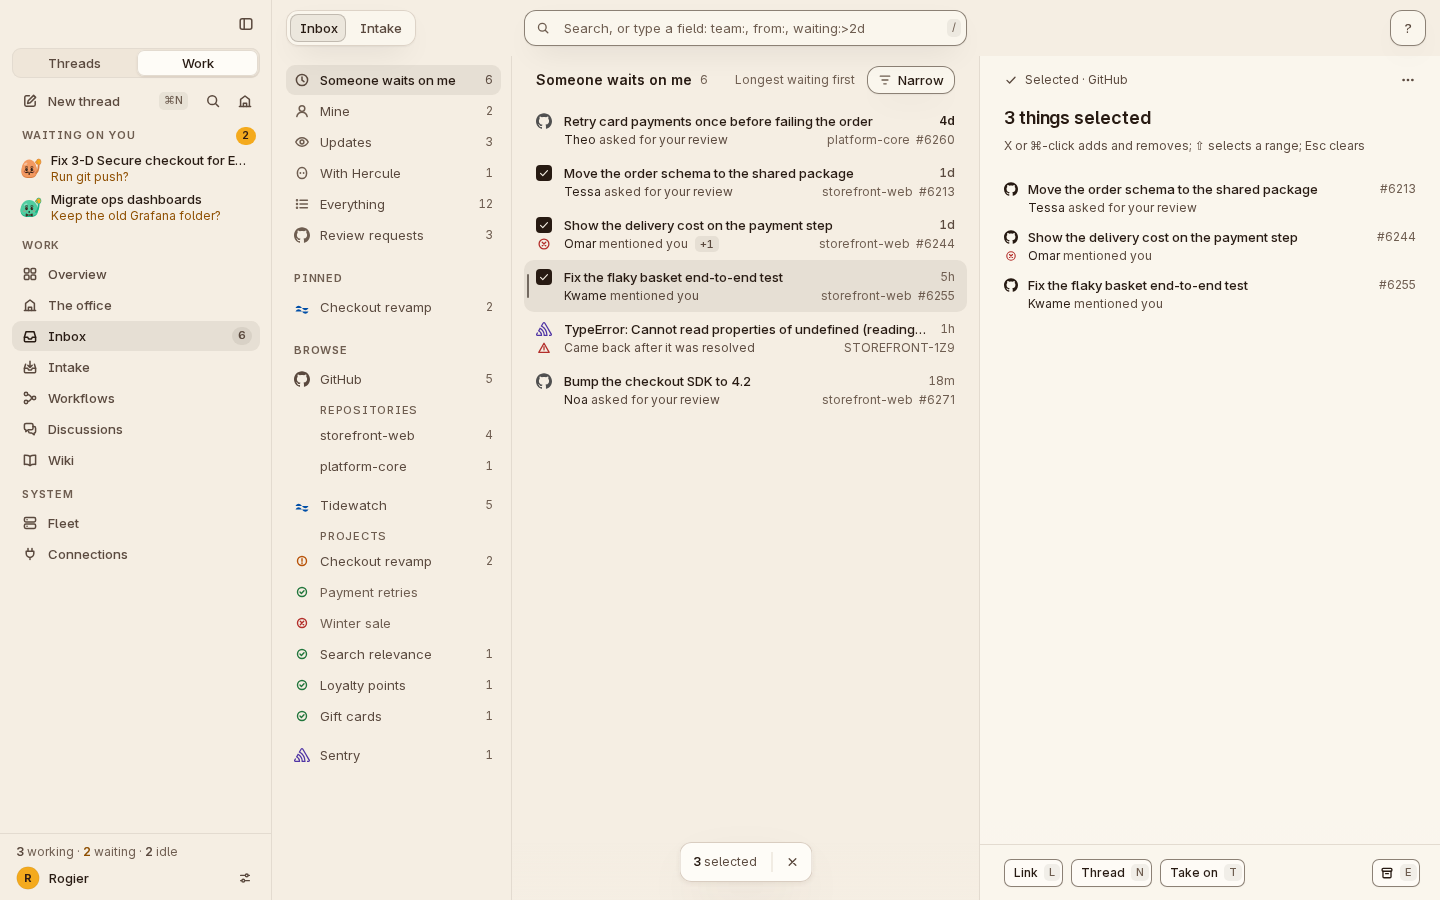 Threads
Work
New thread
⌘N
WAITING ON YOU
2
Fix 3-D Secure checkout for E…
Run git push?
Migrate ops dashboards
Keep the old Grafana folder?
WORK
Overview
The office
Inbox
6
Intake
Workflows
Discussions
Wiki
SYSTEM
Fleet
Connections
3 working · 2 waiting · 2 idle
R
Rogier
Inbox
Intake
Someone waits on me
6
Mine
2
Updates
3
With Hercule
1
Everything
12
Review requests
3
PINNED
Checkout revamp
2
BROWSE
GitHub
5
REPOSITORIES
storefront-web
4
platform-core
1
Tidewatch
5
PROJECTS
Checkout revamp
2
Payment retries
Winter sale
Search relevance
1
Loyalty points
1
Gift cards
1
Sentry
1
Search, or type a field: team:, from:, waiting:>2d
/
?
Someone waits on me 6
Longest waiting first
Narrow
Retry card payments once before failing the order
4d
Theo asked for your review
platform-core #6260
Move the order schema to the shared package
1d
Tessa asked for your review
storefront-web #6213
Show the delivery cost on the payment step
1d
Omar mentioned you +1
storefront-web #6244
Fix the flaky basket end-to-end test
5h
Kwame mentioned you
storefront-web #6255
TypeError: Cannot read properties of undefined (reading…
1h
Came back after it was resolved
STOREFRONT-1Z9
Bump the checkout SDK to 4.2
18m
Noa asked for your review
storefront-web #6271
3 selected
Selected · GitHub
3 things selected
X or ⌘-click adds and removes; ⇧ selects a range; Esc clears
Move the order schema to the shared package
#6213
Tessa asked for your review
Show the delivery cost on the payment step
#6244
Omar mentioned you
Fix the flaky basket end-to-end test
#6255
Kwame mentioned you
Link L
Thread N
Take on T
E